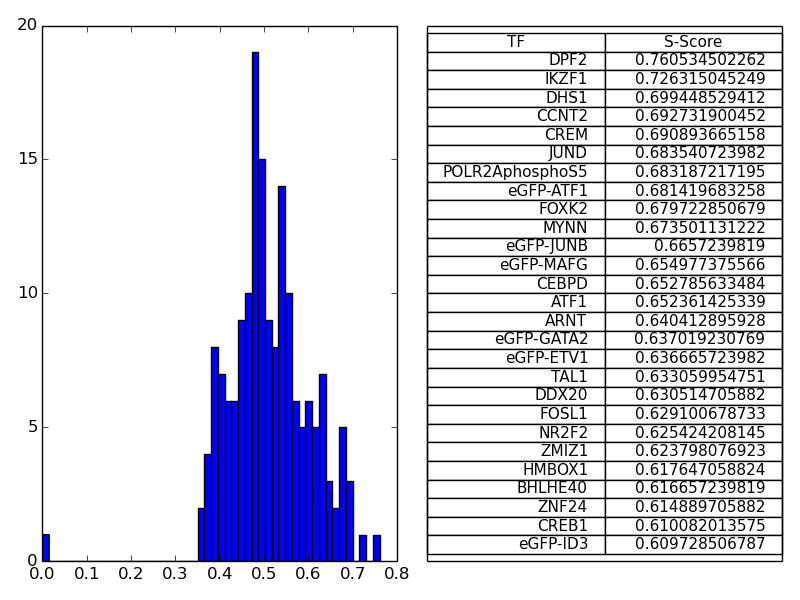 20
15
10
5
0
0.0 0.1 0.2 0.3 0.4 0.5 0.6 0.7 0.8
TF S-Score
DPF2 0.760534502262
IKZF1 0.726315045249
DHS1 0.699448529412
CCNT2 0.692731900452
CREM 0.690893665158
JUND 0.683540723982
POLR2AphosphoS5 0.683187217195
eGFP-ATF1 0.681419683258
FOXK2 0.679722850679
MYNN 0.673501131222
eGFP-JUNB 0.6657239819
eGFP-MAFG 0.654977375566
CEBPD 0.652785633484
ATF1 0.652361425339
ARNT 0.640412895928
eGFP-GATA2 0.637019230769
eGFP-ETV1 0.636665723982
TAL1 0.633059954751
DDX20 0.630514705882
FOSL1 0.629100678733
NR2F2 0.625424208145
ZMIZ1 0.623798076923
HMBOX1 0.617647058824
BHLHE40 0.616657239819
ZNF24 0.614889705882
CREB1 0.610082013575
eGFP-ID3 0.609728506787